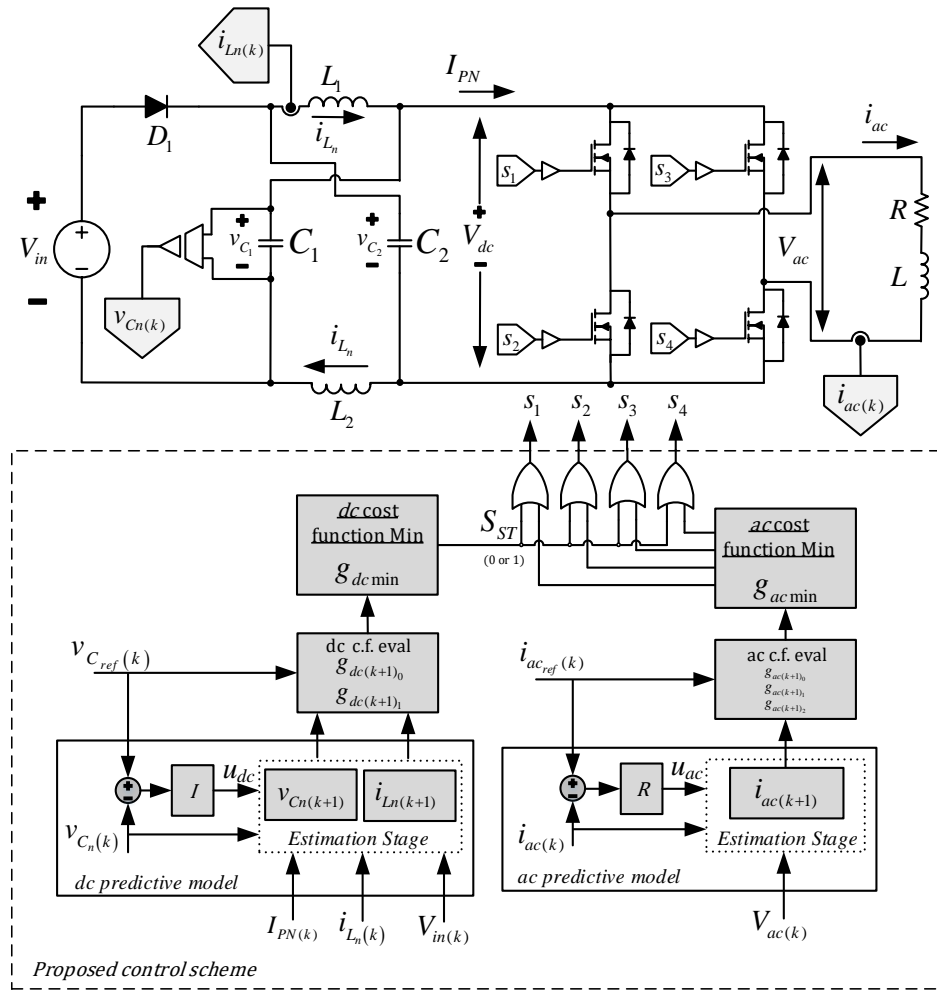 i_{Ln(k)}
L_1
I_{PN}
D_1
i_{L_n}
i_{ac}
s_1
s_3
+
V_{in}
+
−
−
v_{Cn(k)}
+
v_{C_1}
−
C_1
+
v_{C_2}
−
C_2
+
V_{dc}
−
V_{ac}
R
L
s_2
s_4
i_{L_n}
L_2
i_{ac(k)}
s_1 s_2 s_3 s_4
dc cost
function Min
g_{dc min}
S_{ST}
(0 or 1)
ac cost
function Min
g_{ac min}
v_{C_{ref}(k)}
dc c.f. eval
g_{dc(k+1)_0}
g_{dc(k+1)_1}
i_{ac_{ref}(k)}
ac c.f. eval
g_{ac(k+1)_0}
g_{ac(k+1)_1}
g_{ac(k+1)_2}
+
−
I
u_{dc}
v_{Cn(k+1)}
i_{Ln(k+1)}
v_{C_n(k)}
Estimation Stage
dc predictive model
I_{PN(k)}
i_{L_n(k)}
V_{in(k)}
+
−
R
u_{ac}
i_{ac(k+1)}
i_{ac(k)}
Estimation Stage
ac predictive model
V_{ac(k)}
Proposed control scheme